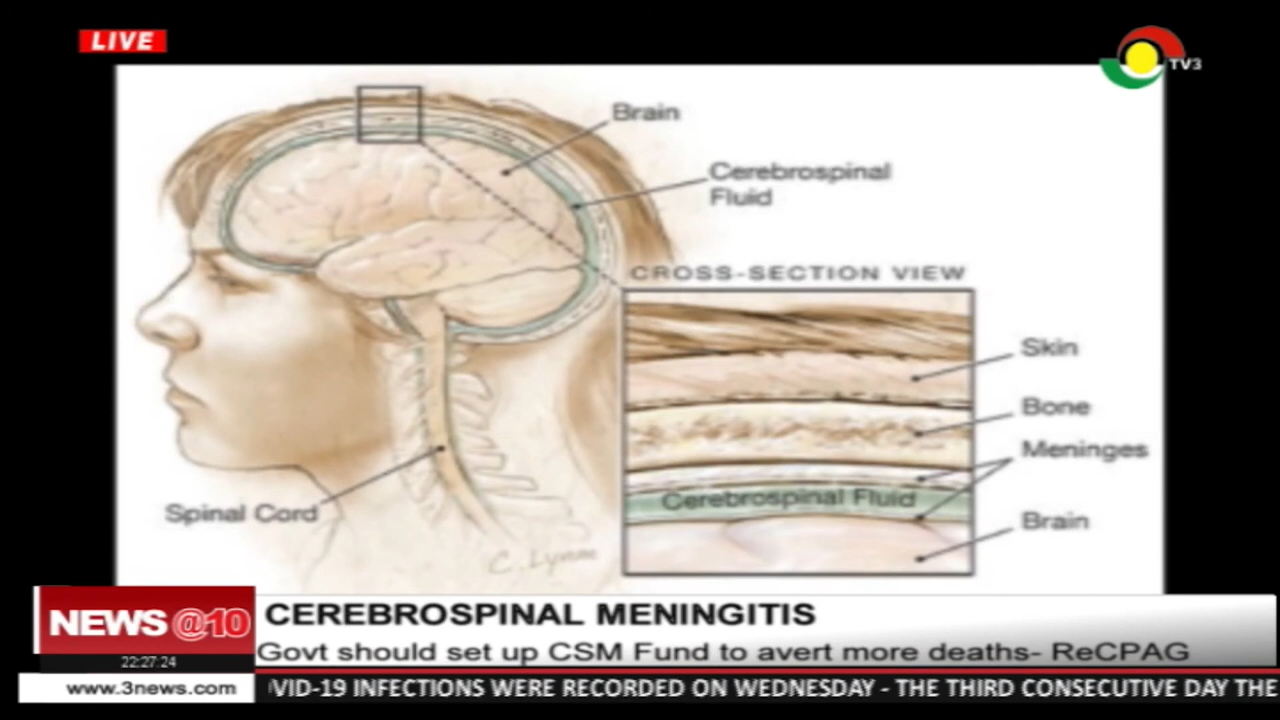 LIVE
TV3
Brain
Cerebrospinal
Fluid
CROSS-SECTION VIEW
Skin
Bone
Meninges
Cerebrospinal Fluid
Brain
Spinal Cord
C. Lynne
NEWS @10
CEREBROSPINAL MENINGITIS
Govt should set up CSM Fund to avert more deaths- ReCPAG
22:27:24
www.3news.com
VID-19 INFECTIONS WERE RECORDED ON WEDNESDAY - THE THIRD CONSECUTIVE DAY THE